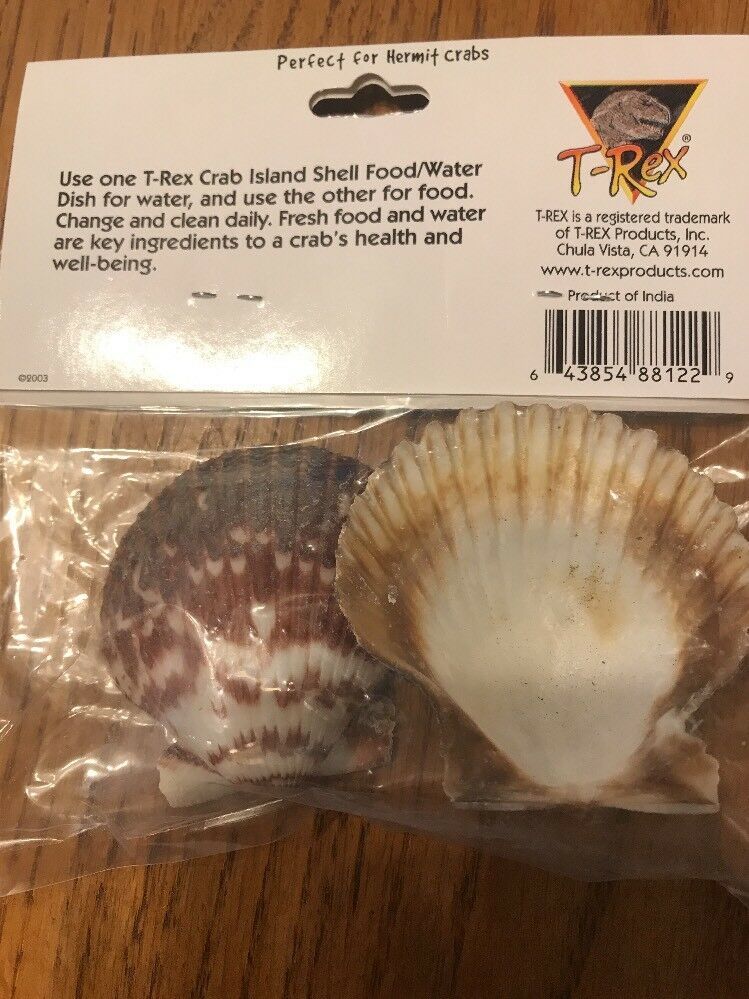 Perfect for Hermit Crabs
Use one T-Rex Crab Island Shell Food/Water
Dish for water, and use the other for food.
Change and clean daily. Fresh food and water
are key ingredients to a crab's health and
well-being.
©2003
T-Rex®
T-REX is a registered trademark
of T-REX Products, Inc.
Chula Vista, CA 91914
www.t-rexproducts.com
Product of India
6 43854 88122 9